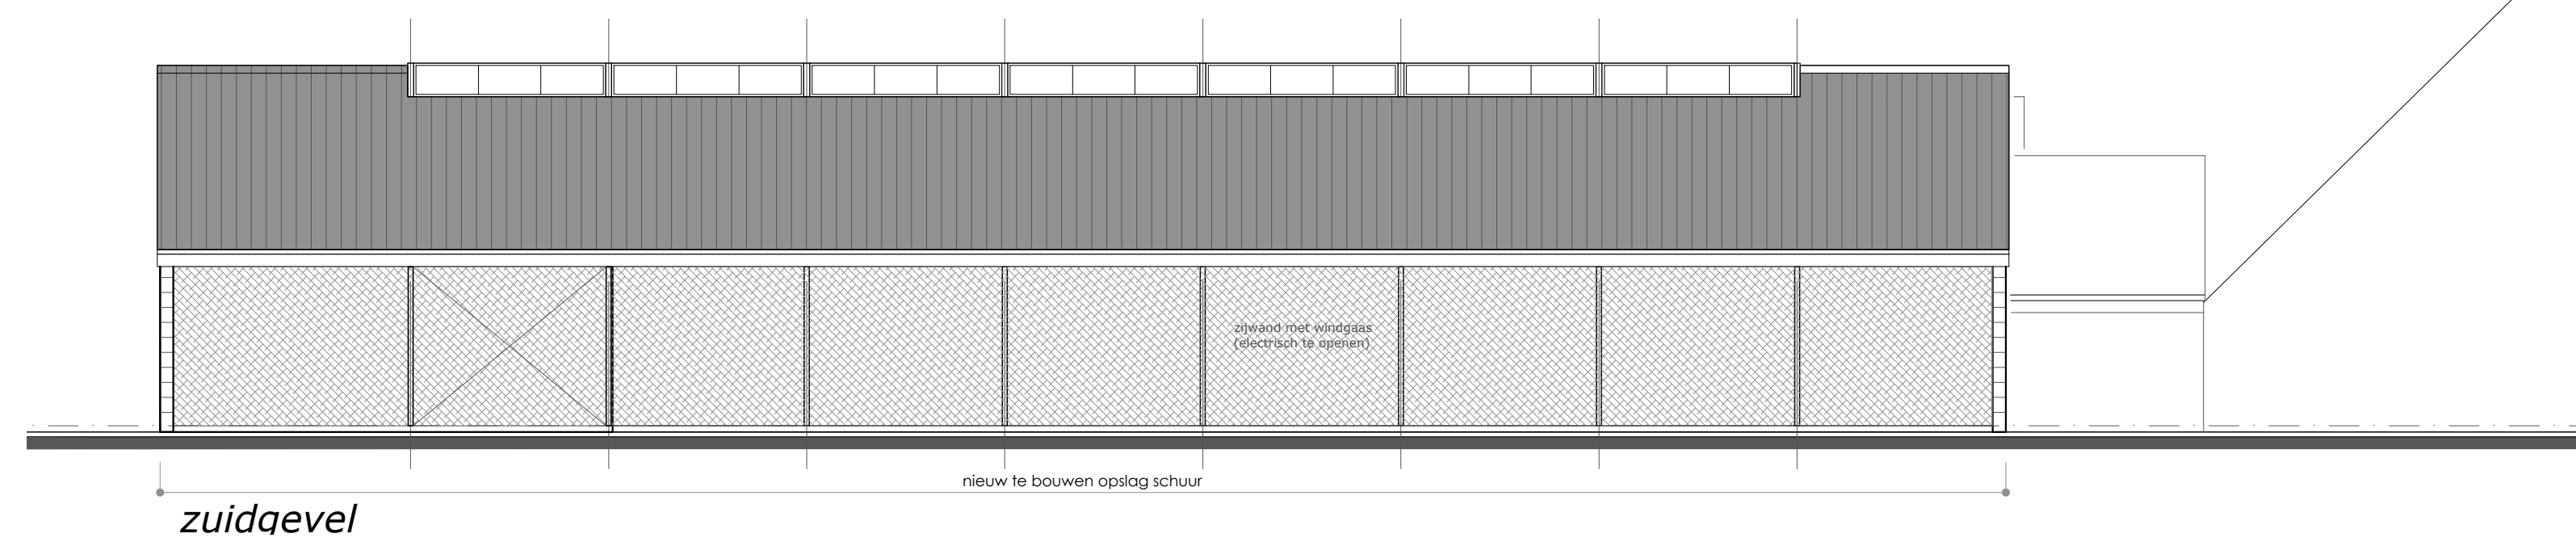 zijwand met windgaas
(electrisch te openen)
nieuw te bouwen opslag schuur
zuidgevel